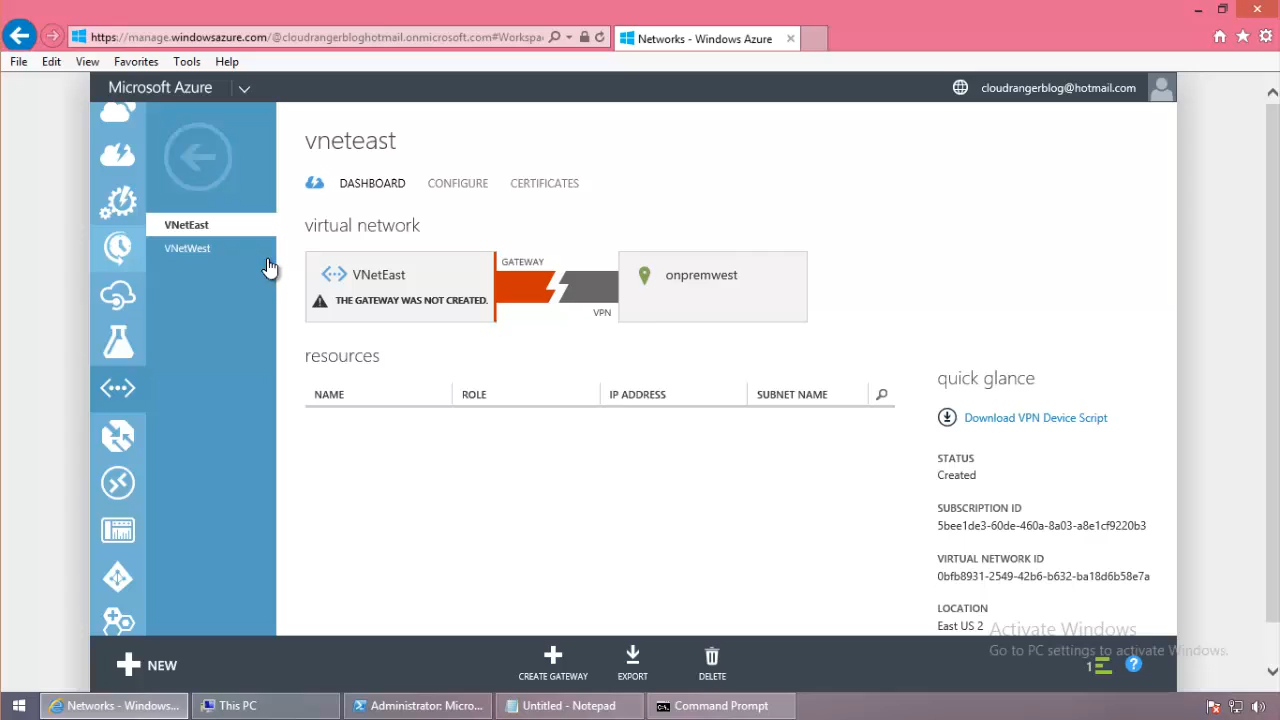 https://manage.windowsazure.com/@cloudrangerbloghotmail.onmicrosoft.com#Workspa
Networks - Windows Azure
File Edit View Favorites Tools Help
Microsoft Azure
cloudrangerblog@hotmail.com
vneteast
DASHBOARD CONFIGURE CERTIFICATES
VNetEast
VNetWest
virtual network
VNetEast
THE GATEWAY WAS NOT CREATED.
GATEWAY
VPN
onpremwest
resources
NAME ROLE IP ADDRESS SUBNET NAME
quick glance
Download VPN Device Script
STATUS
Created
SUBSCRIPTION ID
5bee1de3-60de-460a-8a03-a8e1cf9220b3
VIRTUAL NETWORK ID
0bfb8931-2549-42b6-b632-ba18d6b58e7a
LOCATION
East US 2
Activate Windows
Go to PC settings to activate Windows.
NEW
CREATE GATEWAY
EXPORT
DELETE
1
?
Networks - Windows...
This PC
Administrator: Micro...
Untitled - Notepad
Command Prompt